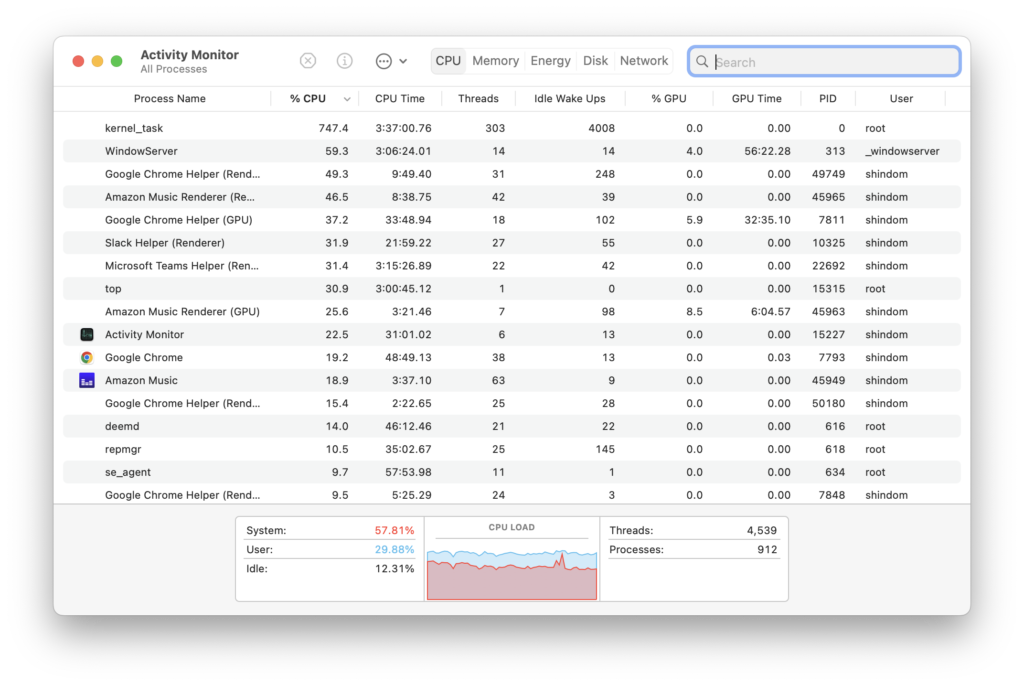 Activity Monitor
All Processes
CPU Memory Energy Disk Network
Search
Process Name % CPU CPU Time Threads Idle Wake Ups % GPU GPU Time PID User
kernel_task 747.4 3:37:00.76 303 4008 0.0 0.00 0 root
WindowServer 59.3 3:06:24.01 14 14 4.0 56:22.28 313 _windowserver
Google Chrome Helper (Rend... 49.3 9:49.40 31 248 0.0 0.00 49749 shindom
Amazon Music Renderer (Re... 46.5 8:38.75 42 39 0.0 0.00 45965 shindom
Google Chrome Helper (GPU) 37.2 33:48.94 18 102 5.9 32:35.10 7811 shindom
Slack Helper (Renderer) 31.9 21:59.22 27 55 0.0 0.00 10325 shindom
Microsoft Teams Helper (Ren... 31.4 3:15:26.89 22 42 0.0 0.00 22692 shindom
top 30.9 3:00:45.12 1 0 0.0 0.00 15315 root
Amazon Music Renderer (GPU) 25.6 3:21.46 7 98 8.5 6:04.57 45963 shindom
Activity Monitor 22.5 31:01.02 6 13 0.0 0.00 15227 shindom
Google Chrome 19.2 48:49.13 38 13 0.0 0.03 7793 shindom
Amazon Music 18.9 3:37.10 63 9 0.0 0.00 45949 shindom
Google Chrome Helper (Rend... 15.4 2:22.65 25 28 0.0 0.00 50180 shindom
deemd 14.0 46:12.46 21 22 0.0 0.00 616 root
repmgr 10.5 35:02.67 25 145 0.0 0.00 618 root
se_agent 9.7 57:53.98 11 1 0.0 0.00 634 root
Google Chrome Helper (Rend... 9.5 5:25.29 24 3 0.0 0.00 7848 shindom
System: 57.81% CPU LOAD Threads: 4,539
User: 29.88% Processes: 912
Idle: 12.31%